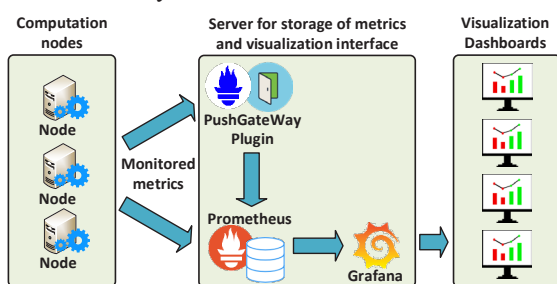 Computation
nodes
Node
Node
Node
Monitored
metrics
Server for storage of metrics
and visualization interface
PushGateWay
Plugin
Prometheus
Grafana
Visualization
Dashboards